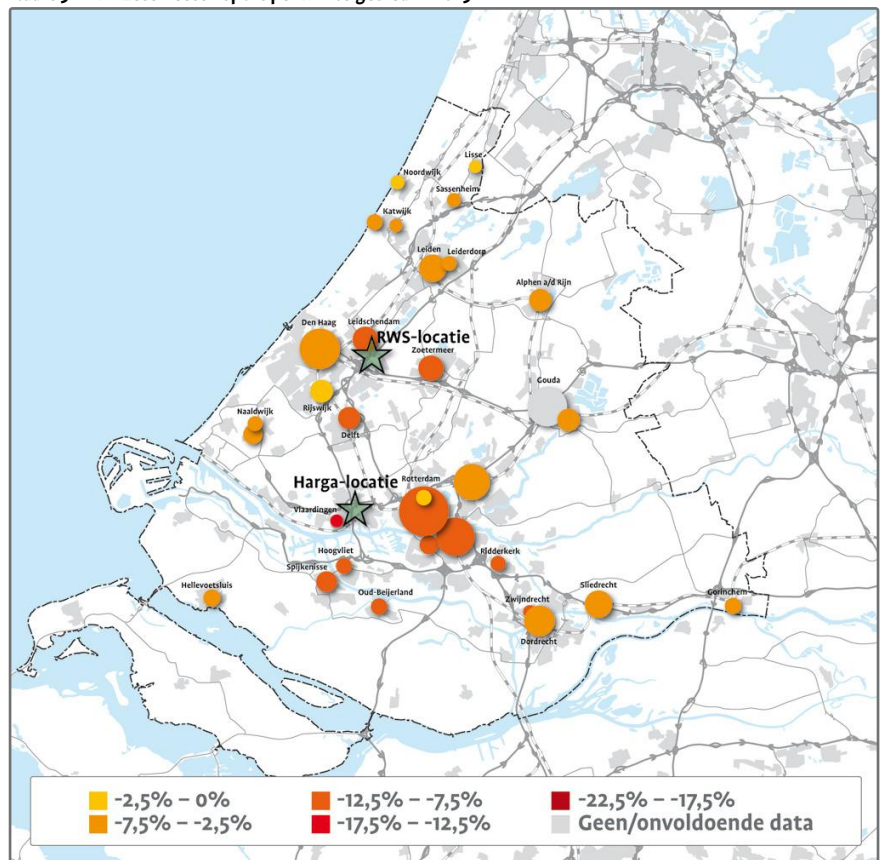 Lisse
Noordwijk
Sassenheim
Katwijk
Leiden
Leiderdorp
Alphen a/d Rijn
Den Haag
Leidschendam
RWS-locatie
Zoetermeer
Gouda
Rijswijk
Naaldwijk
Delft
Harga-locatie
Rotterdam
Vlaardingen
Hoogvliet
Ridderkerk
Spijkenisse
Hellevoetsluis
Oud-Beijerland
Zwijndrecht
Sliedrecht
Gorinchem
Dordrecht
-2,5% – 0%
-12,5% – -7,5%
-22,5% – -17,5%
-7,5% – -2,5%
-17,5% – -12,5%
Geen/onvoldoende data